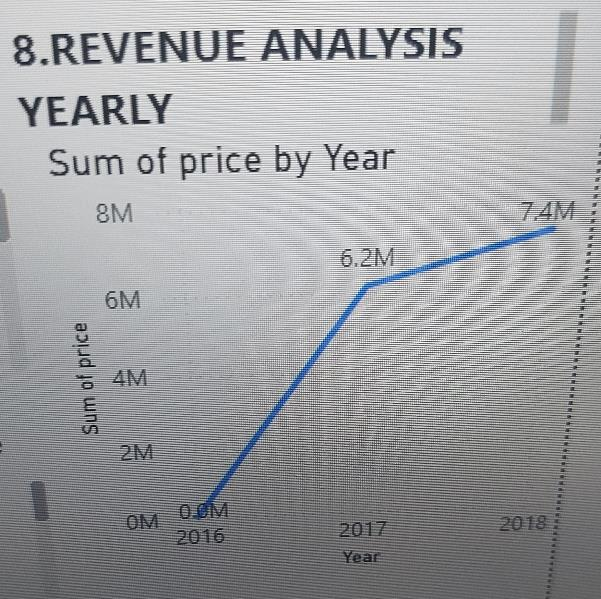 8.REVENUE ANALYSIS
YEARLY
Sum of price by Year
8M
7.4M
6.2M
6M
Sum of price
4M
2M
0M
0.0M
2016
2017
2018
Year